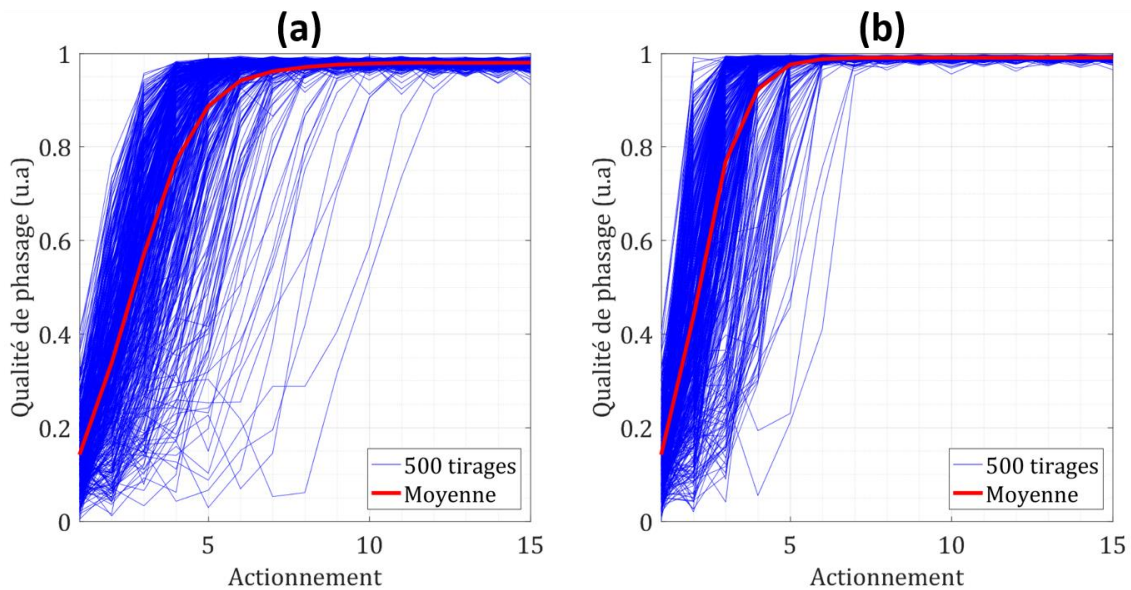 (a)
1
0.8
0.6
0.4
0.2
0
5
10
15
Qualité de phasage (u.a)
Actionnement
500 tirages
Moyenne
(b)
1
0.8
0.6
0.4
0.2
0
5
10
15
Qualité de phasage (u.a)
Actionnement
500 tirages
Moyenne